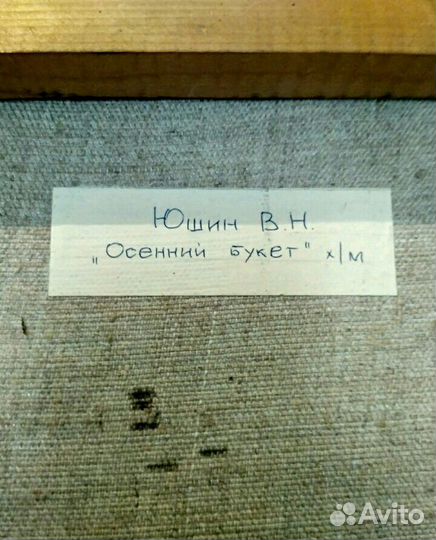 Юшин В.Н.
„Осенний букет" х/м
Avito